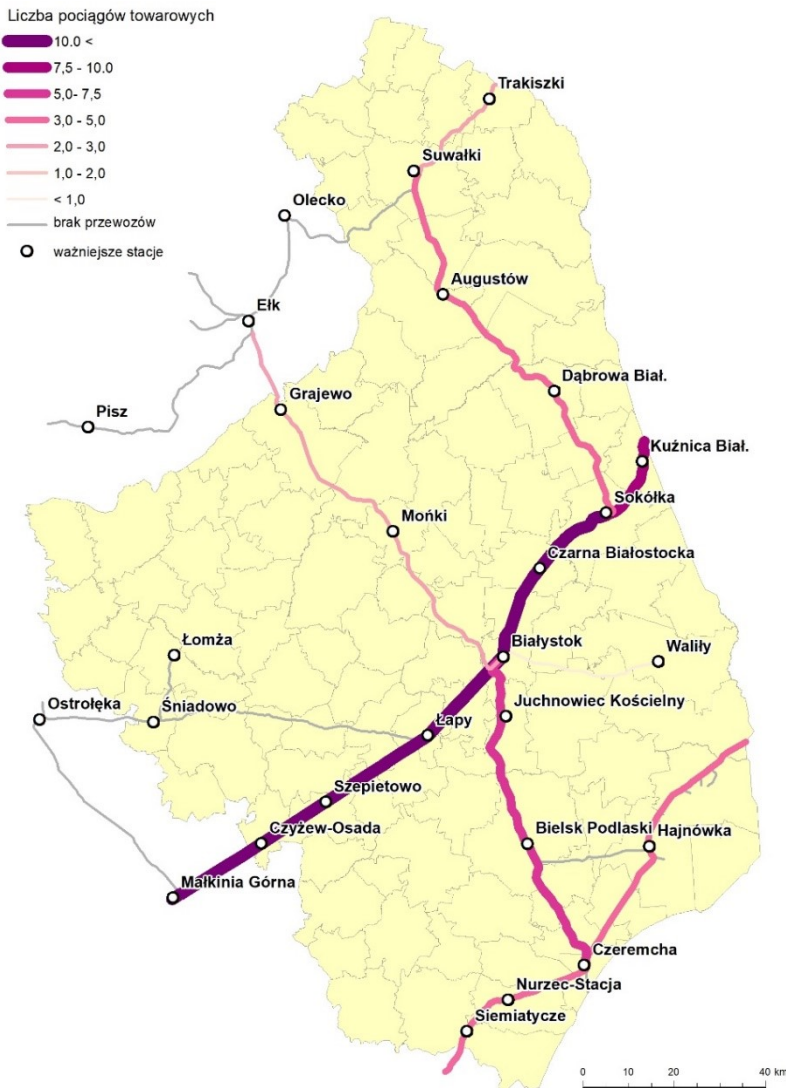 Liczba pociągów towarowych
10.0 <
7,5 - 10.0
5,0- 7,5
3,0 - 5,0
2,0 - 3,0
1,0 - 2,0
< 1,0
brak przewozów
ważniejsze stacje
Trakiszki
Suwałki
Olecko
Augustów
Ełk
Dąbrowa Biał.
Grajewo
Pisz
Kuźnica Biał.
Sokółka
Mońki
Czarna Białostocka
Łomża
Białystok
Waliły
Ostrołęka
Śniadowo
Juchnowiec Kościelny
Łapy
Szepietowo
Czyżew-Osada
Bielsk Podlaski
Hajnówka
Małkinia Górna
Czeremcha
Nurzec-Stacja
Siemiatycze
0 10 20 40 km